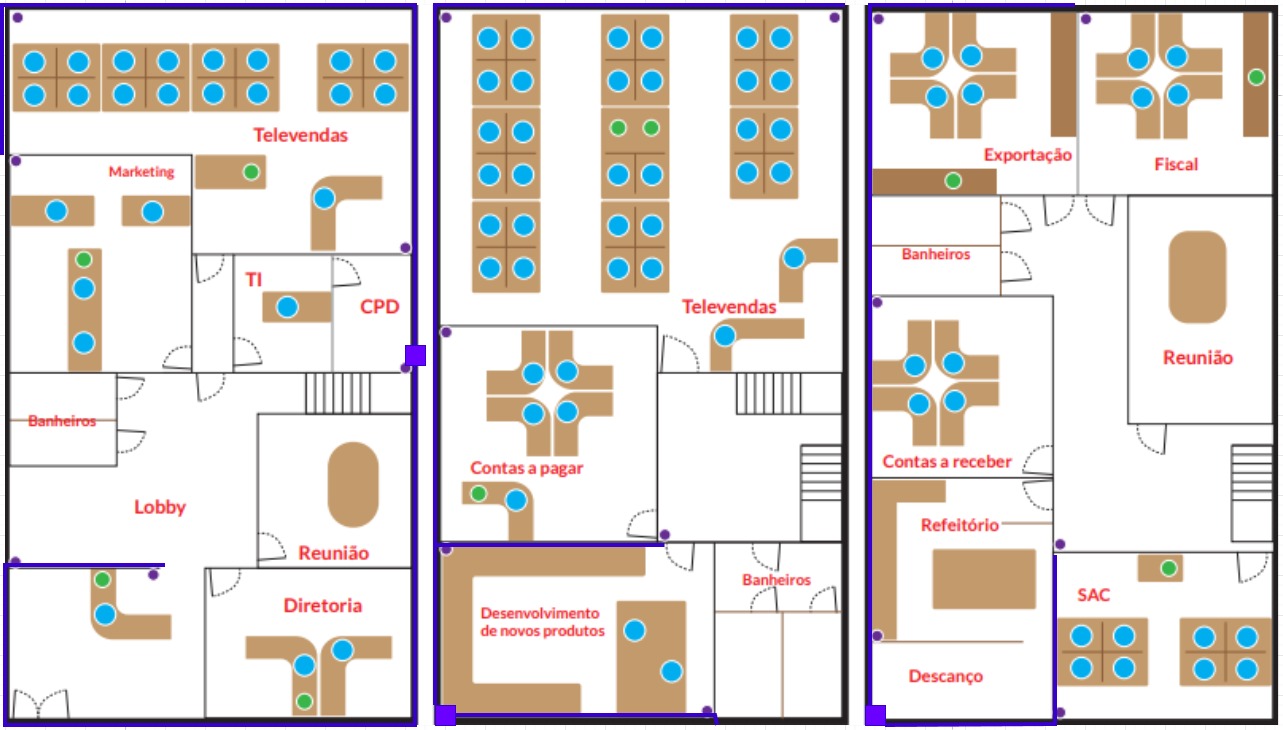 Televendas
Marketing
TI
CPD
Banheiros
Lobby
Reunião
Diretoria
Televendas
Contas a pagar
Desenvolvimento
de novos produtos
Banheiros
Exportação
Fiscal
Banheiros
Reunião
Contas a receber
Refeitório
SAC
Descanço